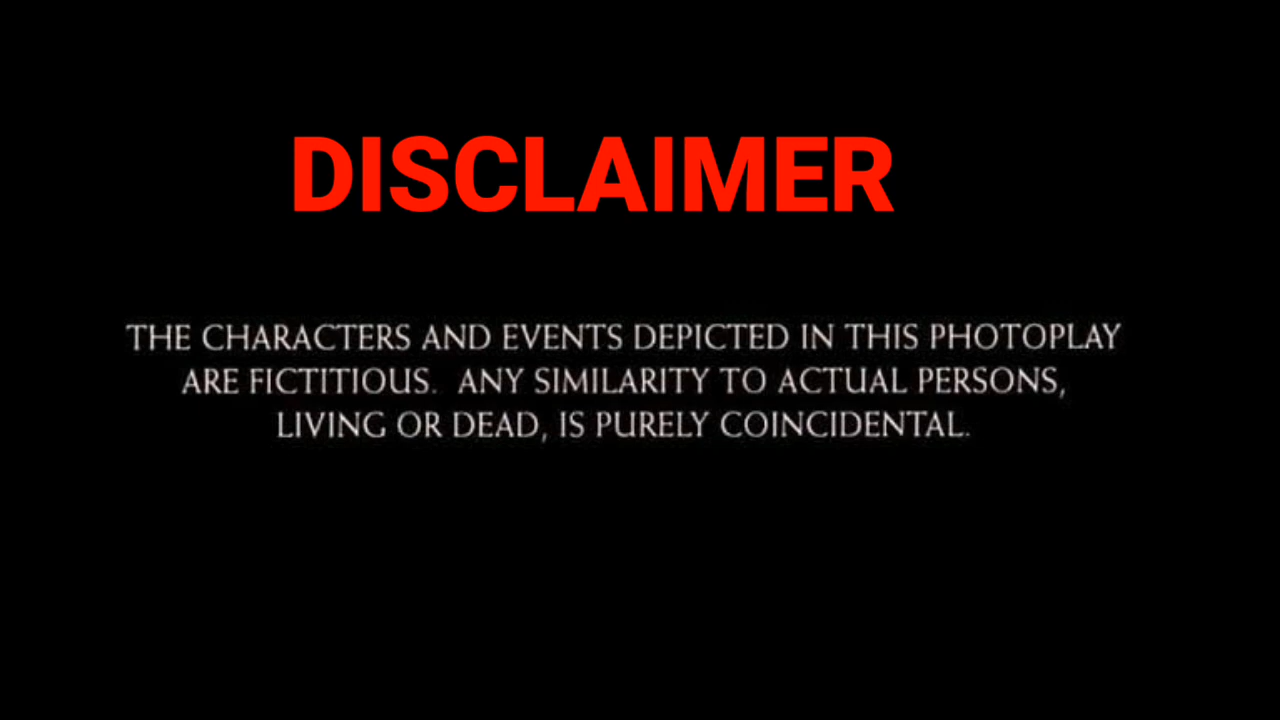 DISCLAIMER
THE CHARACTERS AND EVENTS DEPICTED IN THIS PHOTOPLAY
ARE FICTITIOUS. ANY SIMILARITY TO ACTUAL PERSONS,
LIVING OR DEAD, IS PURELY COINCIDENTAL.